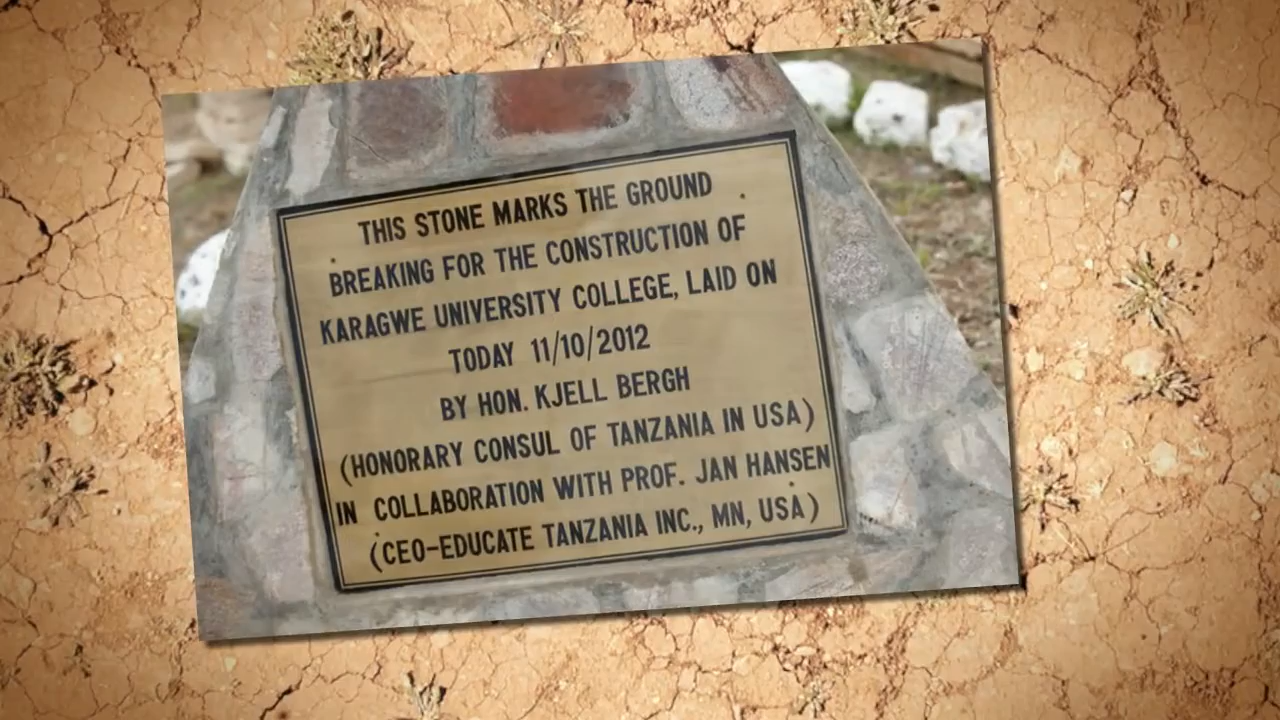 THIS STONE MARKS THE GROUND
BREAKING FOR THE CONSTRUCTION OF
KARAGWE UNIVERSITY COLLEGE, LAID ON
TODAY 11/10/2012
BY HON. KJELL BERGH
(HONORARY CONSUL OF TANZANIA IN USA)
IN COLLABORATION WITH PROF. JAN HANSEN
(CEO-EDUCATE TANZANIA INC., MN, USA)